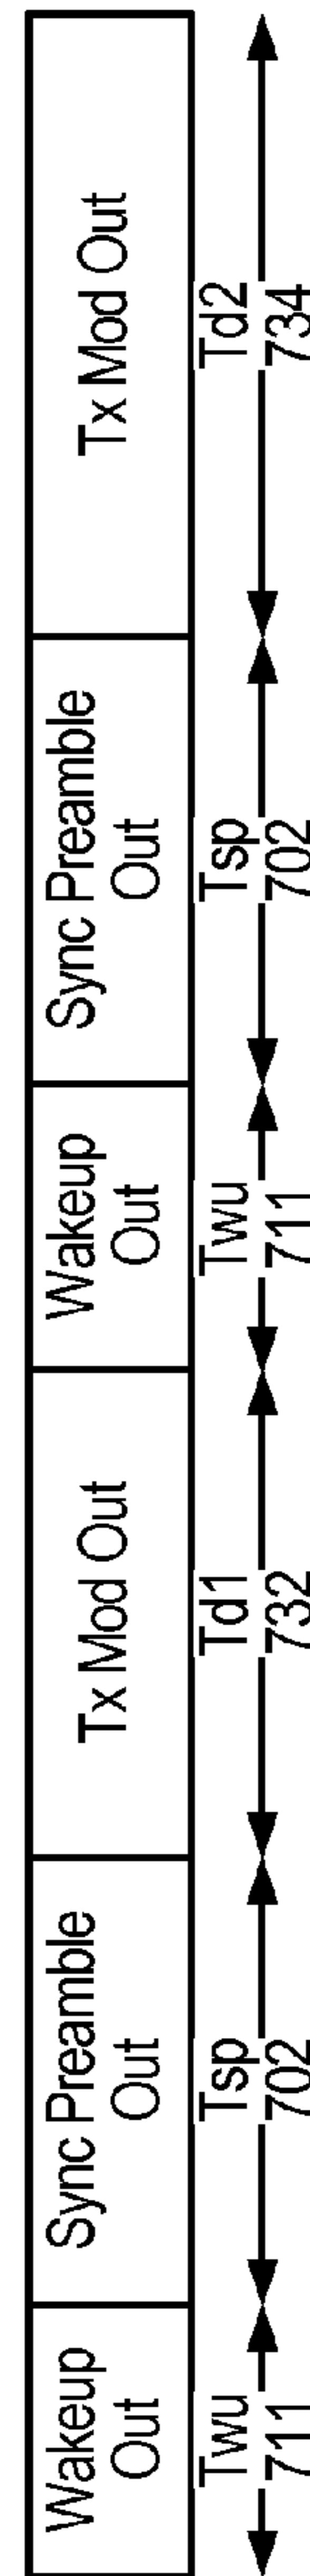 Wakeup
Out
Sync Preamble
Out
Tx Mod Out
Wakeup
Out
Sync Preamble
Out
Tx Mod Out
Twu
711
Tsp
702
Td1
732
Twu
711
Tsp
702
Td2
734